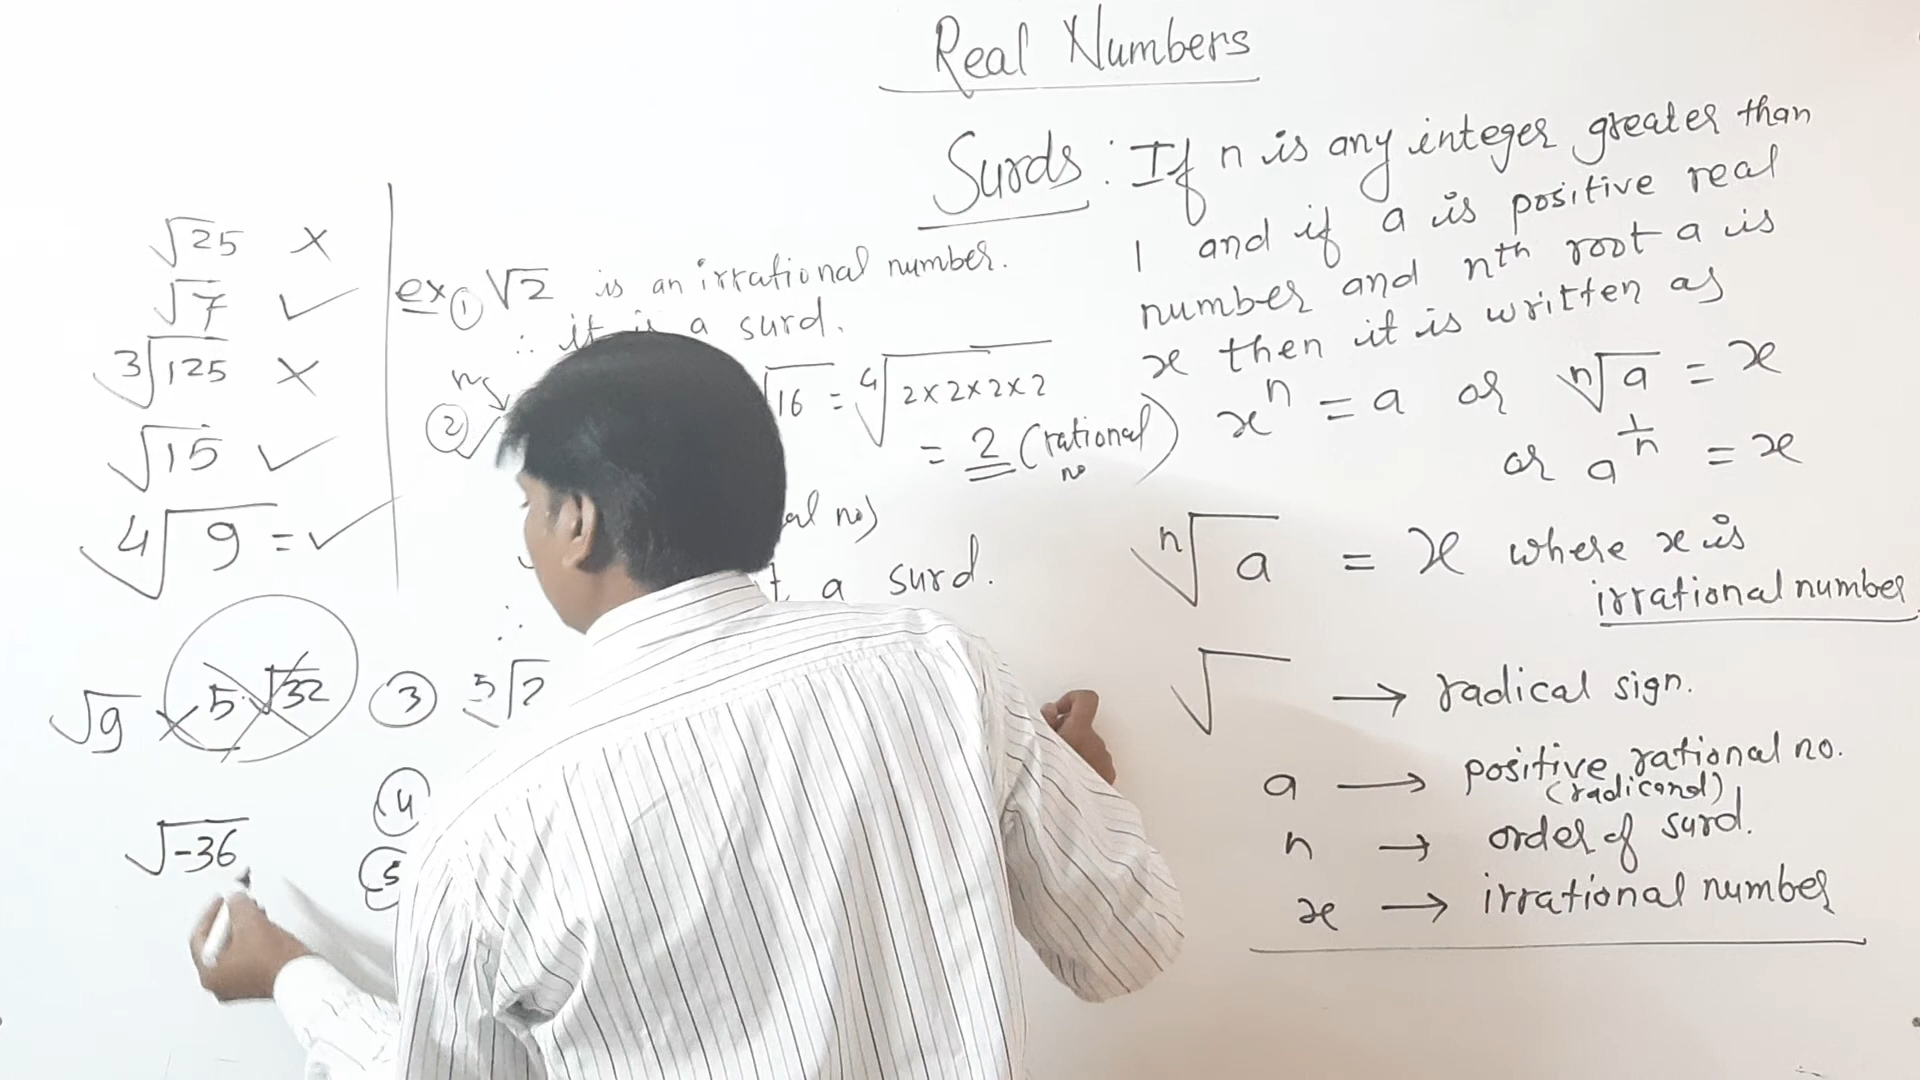 Real Numbers
Surds : If n is any integer greater than
1 and if a is positive real
number and nth root a is
x then it is written as
xⁿ = a or ⁿ√a = x
or a^(1/n) = x
ⁿ√a = x where x is
irrational number
√ → radical sign.
a → positive rational no.
(radicand)
n → order of surd.
x → irrational number
√25 ×
√7 ✓
³√125 ×
√15 ✓
⁴√9 = ✓
√9 × 5·√32
√-36
ex ① √2 is an irrational number.
∴ it is a surd.
n
② √16 = ⁴√2×2×2×2
= 2 (rational
no)
al no)
a surd.
∴
③ ⁵√2
④
⑤